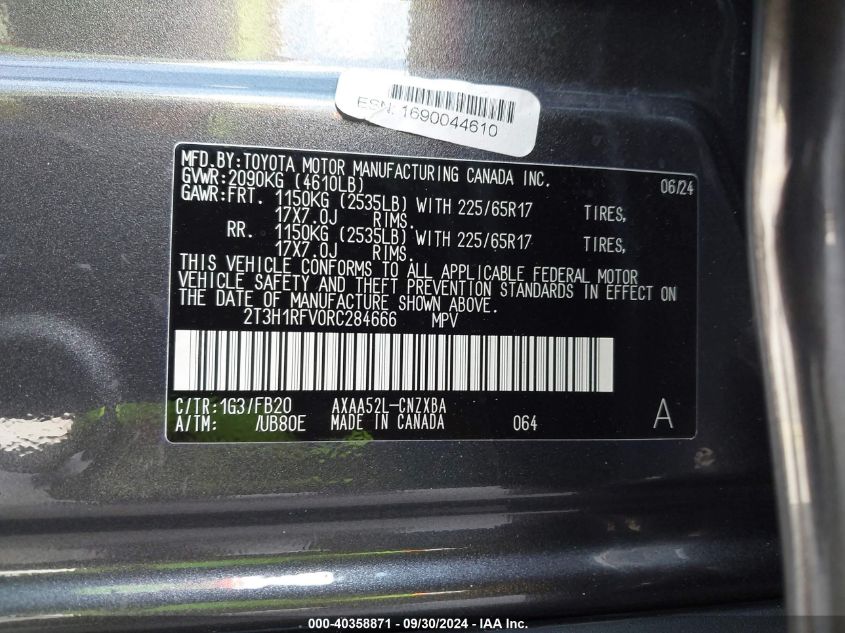 ESN: 1690044610
MFD.BY:TOYOTA MOTOR MANUFACTURING CANADA INC. 06/24
GVWR:2090KG (4610LB)
GAWR:FRT. 1150KG (2535LB) WITH 225/65R17 TIRES,
17X7.0J RIMS.
RR. 1150KG (2535LB) WITH 225/65R17 TIRES,
17X7.0J RIMS.
THIS VEHICLE CONFORMS TO ALL APPLICABLE FEDERAL MOTOR
VEHICLE SAFETY AND THEFT PREVENTION STANDARDS IN EFFECT ON
THE DATE OF MANUFACTURE SHOWN ABOVE.
2T3H1RFV0RC284666 MPV
C/TR:1G3/FB20 AXAA52L-CNZXBA
A/TM: /UB80E MADE IN CANADA 064 A
000-40358871 - 09/30/2024 - IAA Inc.